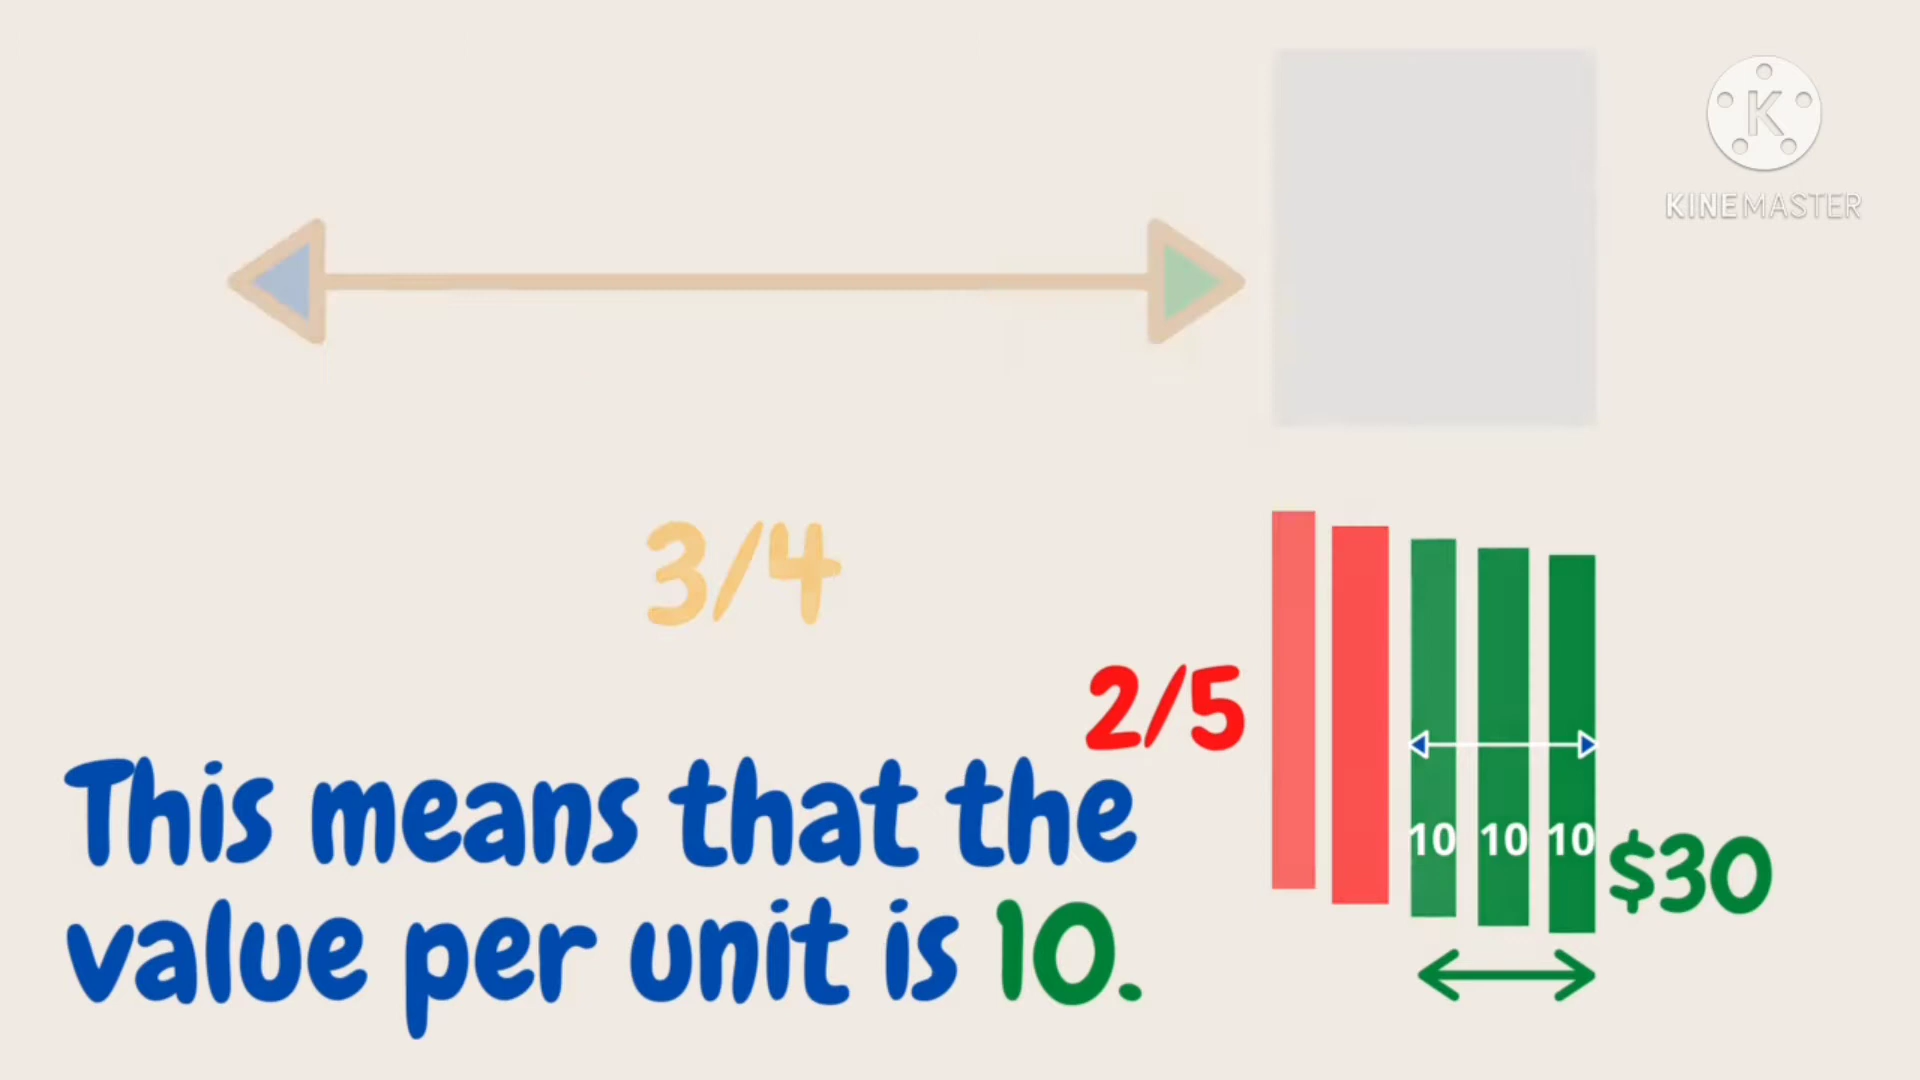 K
KINEMASTER
3/4
2/5
This means that the
value per unit is 10.
10 10 10
$30